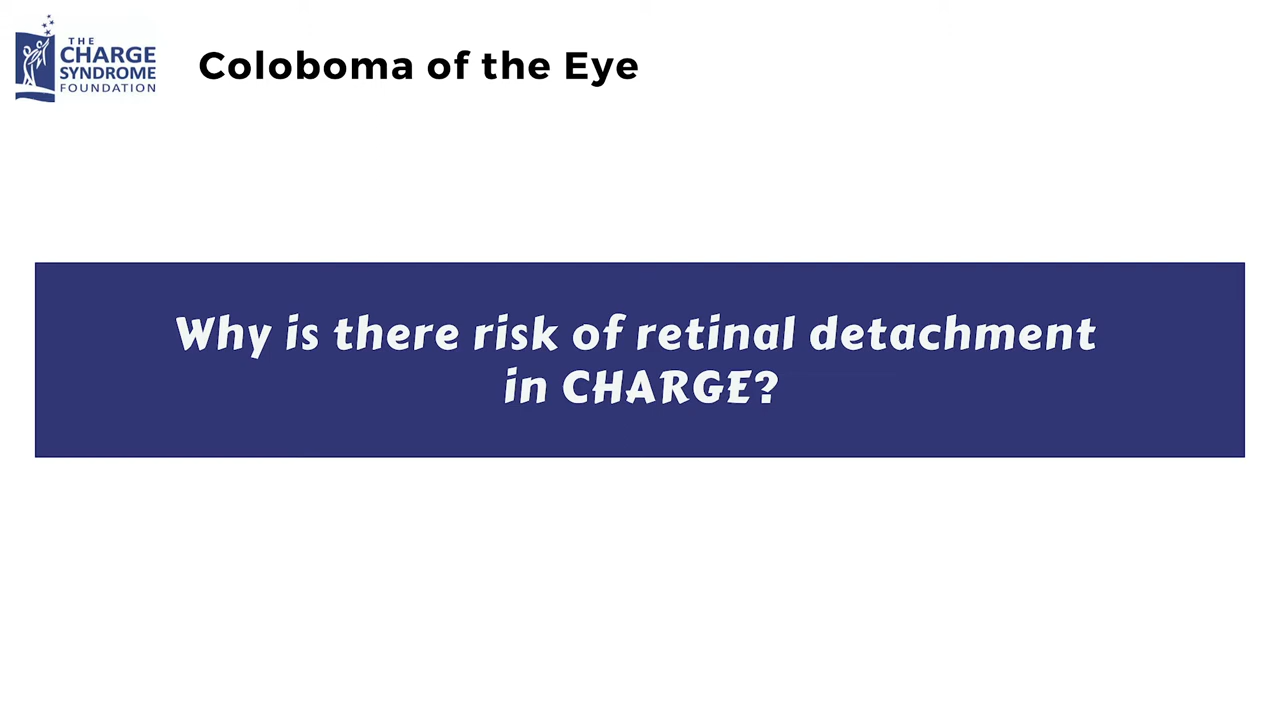 THE
CHARGE
SYNDROME
FOUNDATION
Coloboma of the Eye
Why is there risk of retinal detachment
in CHARGE?